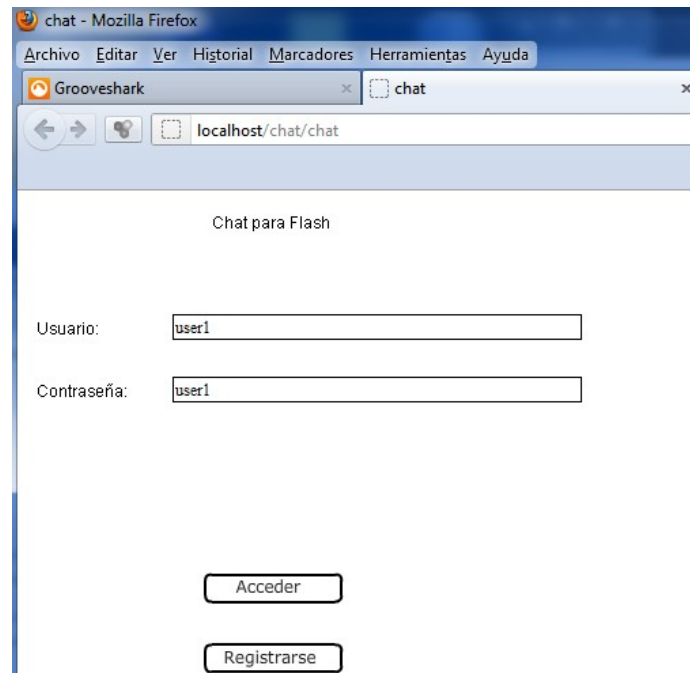 chat - Mozilla Firefox
Archivo Editar Ver Historial Marcadores Herramientas Ayuda
Grooveshark × chat ×
localhost/chat/chat
Chat para Flash
Usuario: user1
Contraseña: user1
Acceder
Registrarse